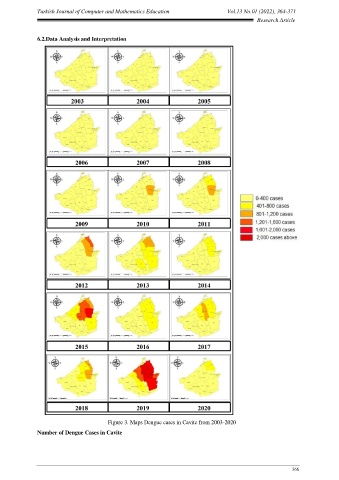 Turkish Journal of Computer and Mathematics Education Vol.13 No.01 (2022), 364-371
Research Article
6.2.Data Analysis and Interpretation
2003 2004 2005
2006 2007 2008
2009 2010 2011
0-400 cases
401-800 cases
801-1,200 cases
1,201-1,600 cases
1,601-2,000 cases
2,000 cases above
2012 2013 2014
2015 2016 2017
2018 2019 2020
Figure 3. Maps Dengue cases in Cavite from 2003-2020
Number of Dengue Cases in Cavite